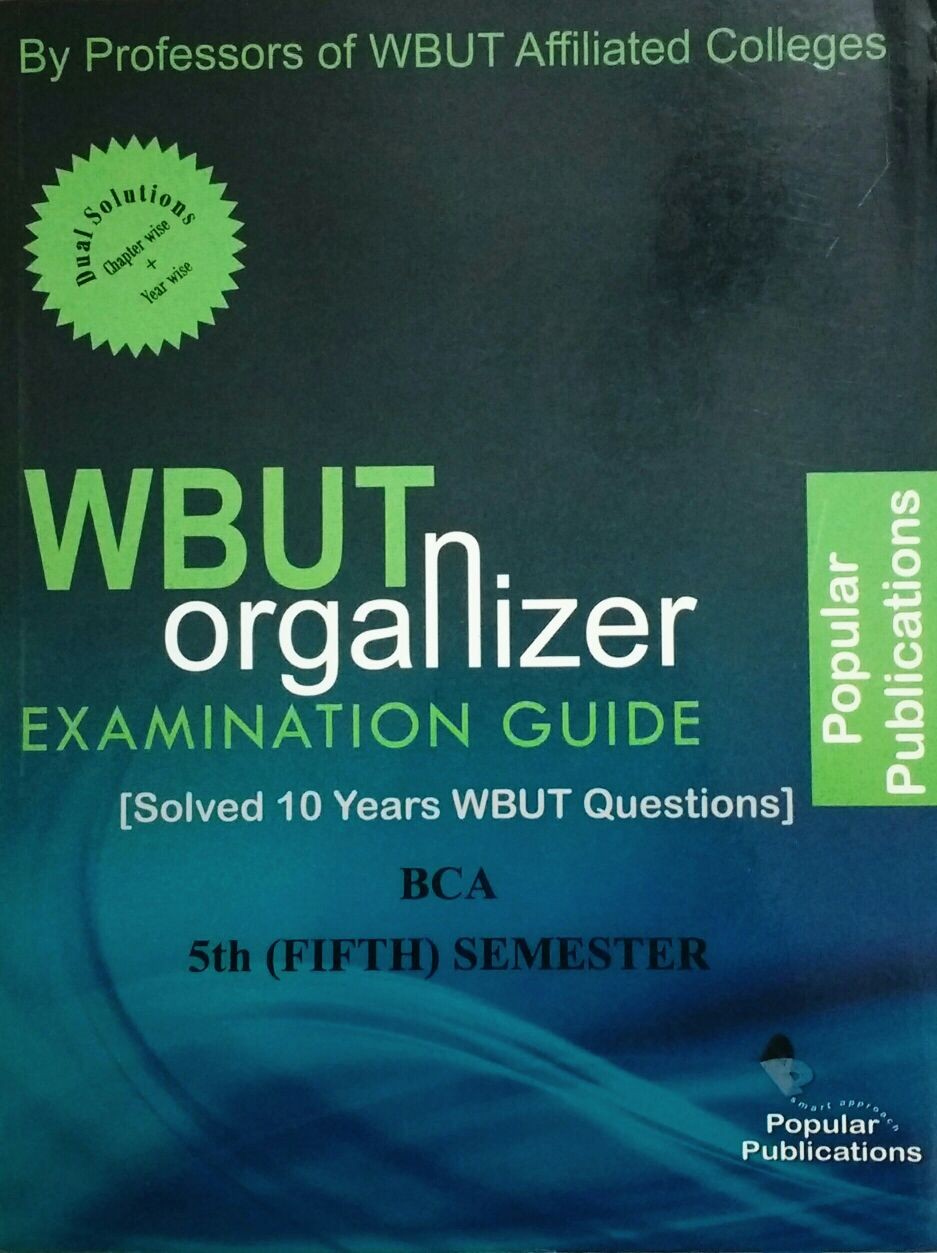 By Professors of WBUT Affiliated Colleges
Dual Solutions
Chapter wise
+
Year wise
WBUT
organizer
EXAMINATION GUIDE
Popular
Publications
[Solved 10 Years WBUT Questions]
BCA
5th (FIFTH) SEMESTER
smart approach
Popular
Publications